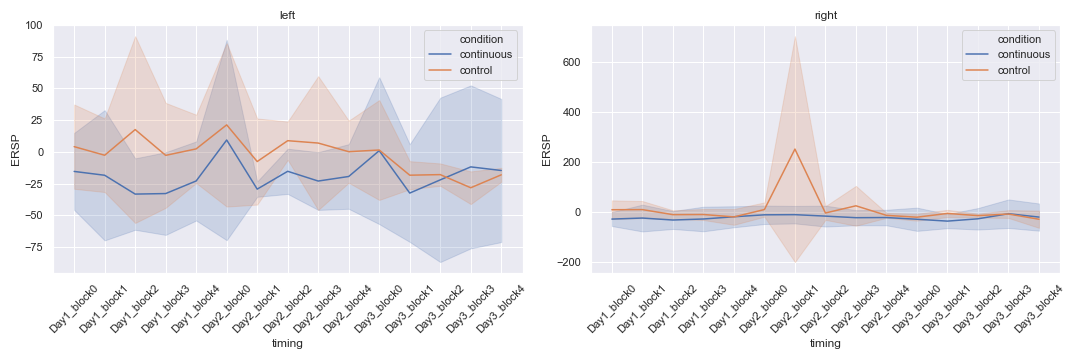 left
100
75
50
25
0
−25
−50
−75
ERSP
condition
continuous
control
Day1_block0
Day1_block1
Day1_block2
Day1_block3
Day1_block4
Day2_block0
Day2_block1
Day2_block2
Day2_block3
Day2_block4
Day3_block0
Day3_block1
Day3_block2
Day3_block3
Day3_block4
timing
right
600
400
200
0
−200
ERSP
condition
continuous
control
Day1_block0
Day1_block1
Day1_block2
Day1_block3
Day1_block4
Day2_block0
Day2_block1
Day2_block2
Day2_block3
Day2_block4
Day3_block0
Day3_block1
Day3_block2
Day3_block3
Day3_block4
timing